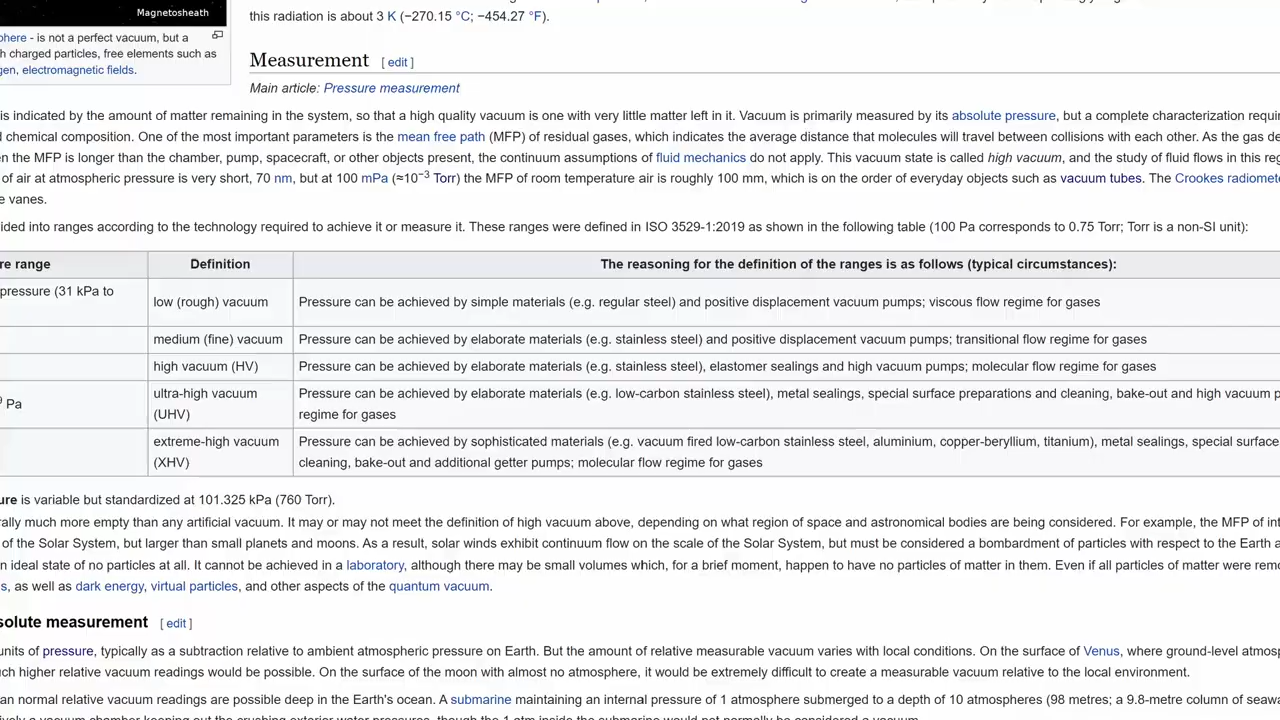 this radiation is about 3 K (−270.15 °C; −454.27 °F).
Magnetosheath
phere - is not a perfect vacuum, but a
h charged particles, free elements such as
gen, electromagnetic fields.
Measurement [ edit ]
Main article: Pressure measurement
is indicated by the amount of matter remaining in the system, so that a high quality vacuum is one with very little matter left in it. Vacuum is primarily measured by its absolute pressure, but a complete characterization requi
d chemical composition. One of the most important parameters is the mean free path (MFP) of residual gases, which indicates the average distance that molecules will travel between collisions with each other. As the gas de
en the MFP is longer than the chamber, pump, spacecraft, or other objects present, the continuum assumptions of fluid mechanics do not apply. This vacuum state is called high vacuum, and the study of fluid flows in this reg
of air at atmospheric pressure is very short, 70 nm, but at 100 mPa (≈10⁻³ Torr) the MFP of room temperature air is roughly 100 mm, which is on the order of everyday objects such as vacuum tubes. The Crookes radiomete
e vanes.
ided into ranges according to the technology required to achieve it or measure it. These ranges were defined in ISO 3529-1:2019 as shown in the following table (100 Pa corresponds to 0.75 Torr; Torr is a non-SI unit):
re range Definition The reasoning for the definition of the ranges is as follows (typical circumstances):
pressure (31 kPa to
low (rough) vacuum Pressure can be achieved by simple materials (e.g. regular steel) and positive displacement vacuum pumps; viscous flow regime for gases
medium (fine) vacuum Pressure can be achieved by elaborate materials (e.g. stainless steel) and positive displacement vacuum pumps; transitional flow regime for gases
high vacuum (HV) Pressure can be achieved by elaborate materials (e.g. stainless steel), elastomer sealings and high vacuum pumps; molecular flow regime for gases
⁹ Pa ultra-high vacuum Pressure can be achieved by elaborate materials (e.g. low-carbon stainless steel), metal sealings, special surface preparations and cleaning, bake-out and high vacuum p
(UHV) regime for gases
extreme-high vacuum Pressure can be achieved by sophisticated materials (e.g. vacuum fired low-carbon stainless steel, aluminium, copper-beryllium, titanium), metal sealings, special surface
(XHV) cleaning, bake-out and additional getter pumps; molecular flow regime for gases
ure is variable but standardized at 101.325 kPa (760 Torr).
rally much more empty than any artificial vacuum. It may or may not meet the definition of high vacuum above, depending on what region of space and astronomical bodies are being considered. For example, the MFP of int
of the Solar System, but larger than small planets and moons. As a result, solar winds exhibit continuum flow on the scale of the Solar System, but must be considered a bombardment of particles with respect to the Earth a
n ideal state of no particles at all. It cannot be achieved in a laboratory, although there may be small volumes which, for a brief moment, happen to have no particles of matter in them. Even if all particles of matter were remo
s, as well as dark energy, virtual particles, and other aspects of the quantum vacuum.
solute measurement [ edit ]
units of pressure, typically as a subtraction relative to ambient atmospheric pressure on Earth. But the amount of relative measurable vacuum varies with local conditions. On the surface of Venus, where ground-level atmosp
uch higher relative vacuum readings would be possible. On the surface of the moon with almost no atmosphere, it would be extremely difficult to create a measurable vacuum relative to the local environment.
an normal relative vacuum readings are possible deep in the Earth's ocean. A submarine maintaining an internal pressure of 1 atmosphere submerged to a depth of 10 atmospheres (98 metres; a 9.8-metre column of seaw
ively a vacuum chamber keeping out the crushing exterior water pressures, though the 1 atm inside the submarine would not normally be considered a vacuum.